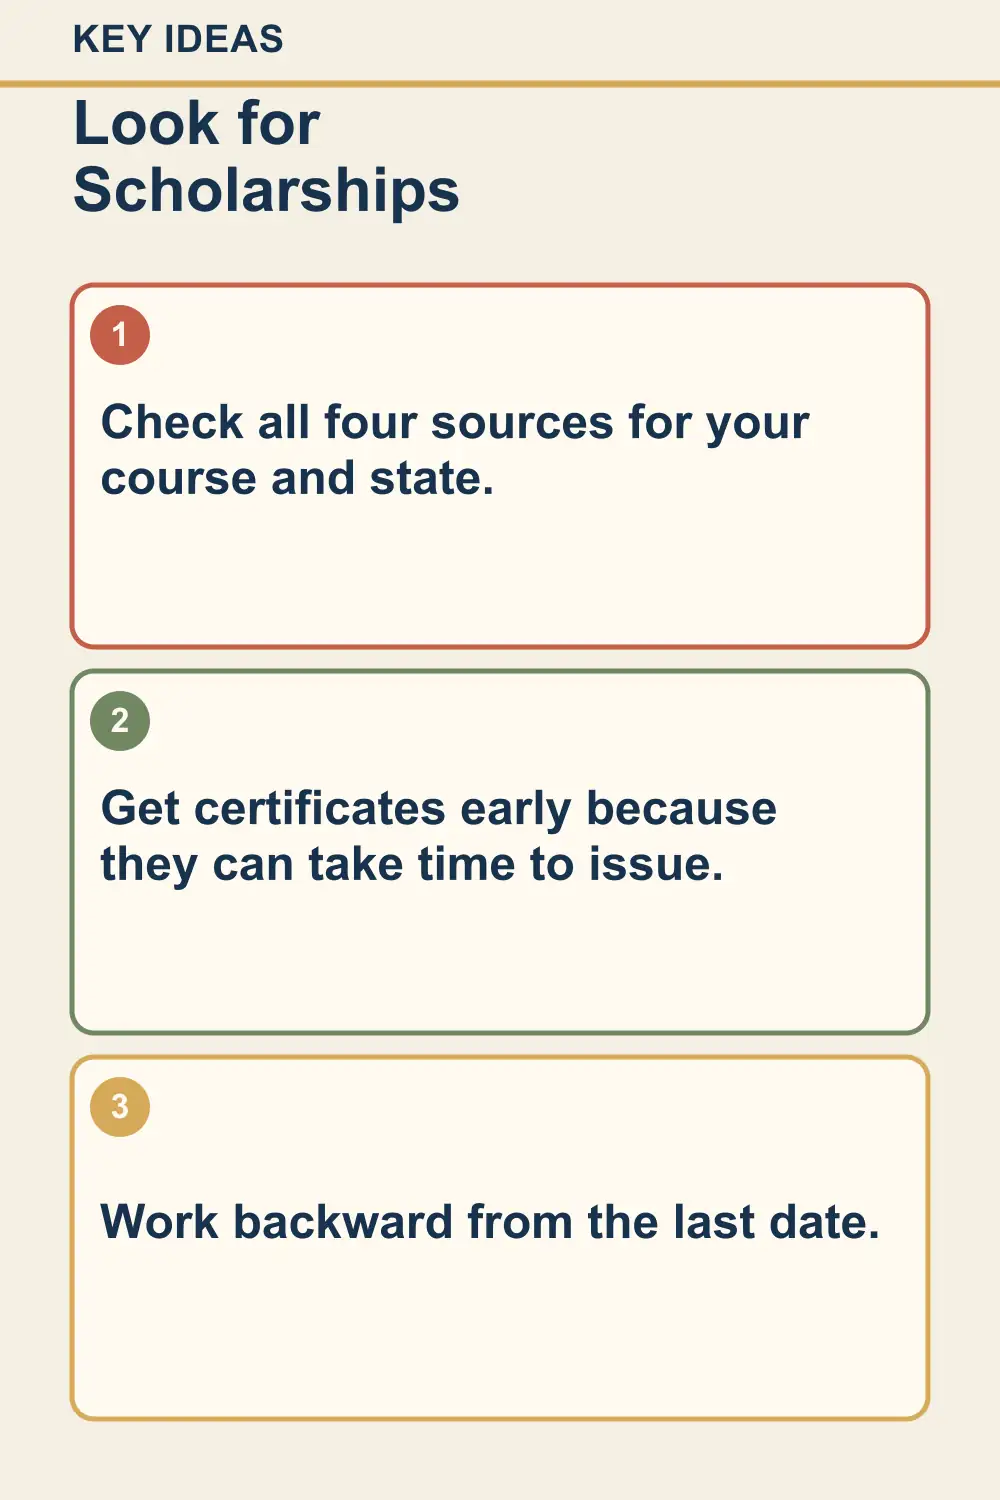 KEY IDEAS
Look for
Scholarships
1
Check all four sources for your
course and state.
2
Get certificates early because
they can take time to issue.
3
Work backward from the last date.